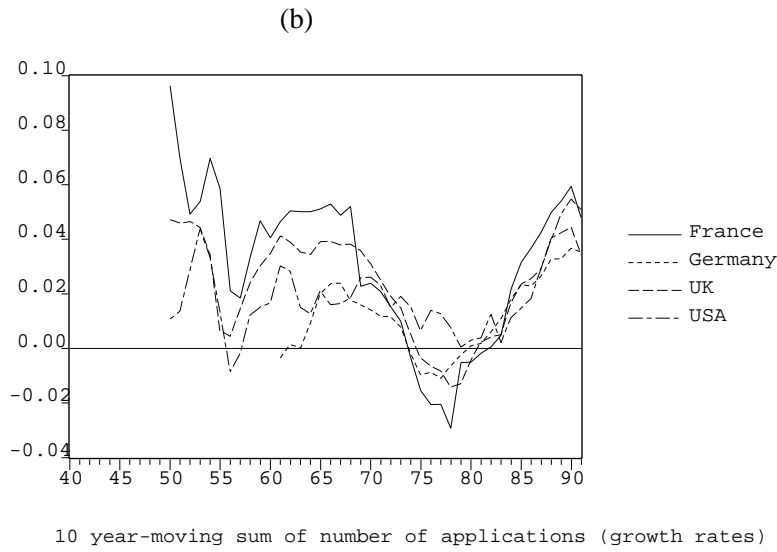 (b)
0.10
0.08
0.06
0.04
0.02
0.00
-0.02
-0.04
40 45 50 55 60 65 70 75 80 85 90
France
Germany
UK
USA
10 year-moving sum of number of applications (growth rates)